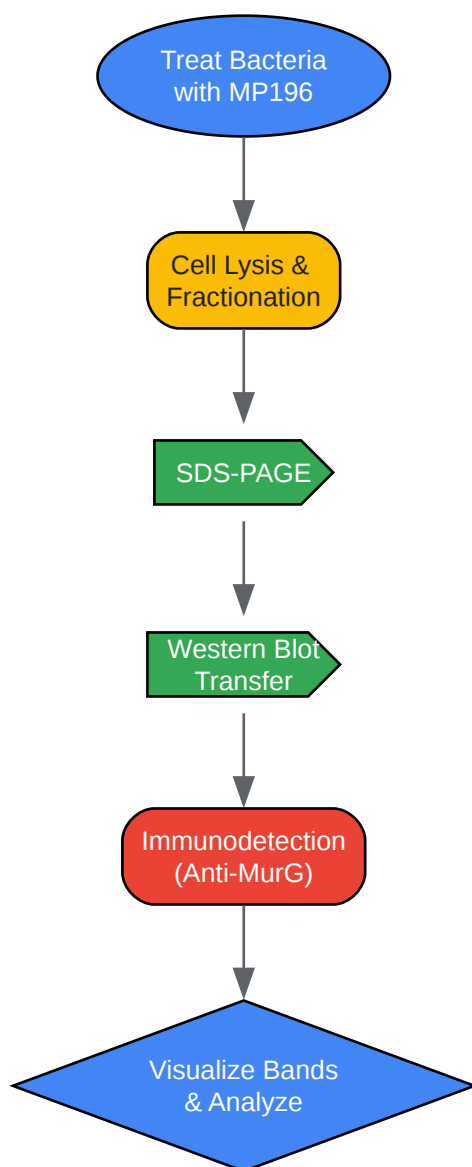 Treat Bacteria
with MP196
Cell Lysis &
Fractionation
SDS-PAGE
Western Blot
Transfer
Immunodetection
(Anti-MurG)
Visualize Bands
& Analyze